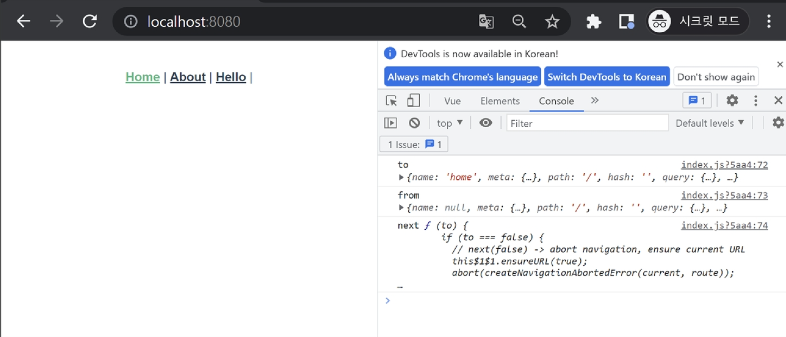 localhost:8080
시크릿 모드
Home | About | Hello |
DevTools is now available in Korean!
Always match Chrome's language Switch DevTools to Korean Don't show again
Vue Elements Console 1
top Filter Default levels
1 Issue: 1
to index.js?5aa4:72
{name: 'home', meta: {…}, path: '/', hash: '', query: {…}, …}
from index.js?5aa4:73
{name: null, meta: {…}, path: '/', hash: '', query: {…}, …}
next ƒ (to) { index.js?5aa4:74
if (to === false) {
// next(false) -> abort navigation, ensure current URL
this$1$1.ensureURL(true);
abort(createNavigationAbortedError(current, route));
…